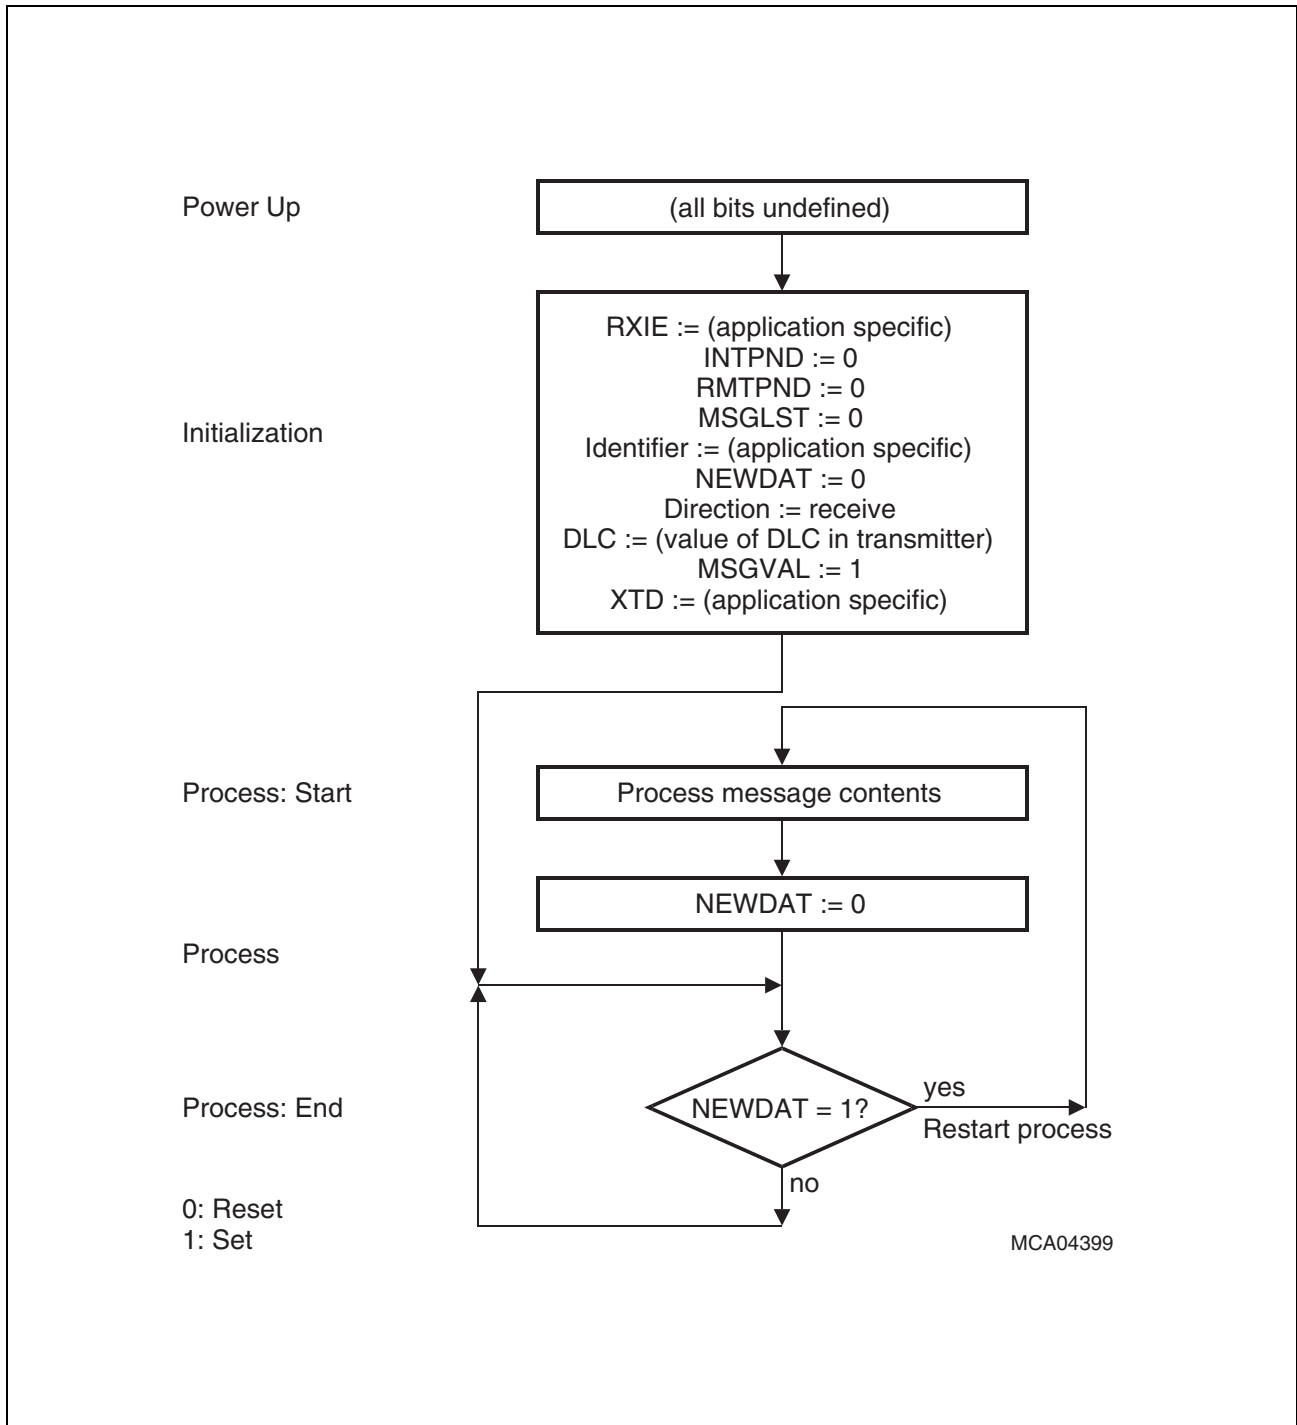 Power Up
(all bits undefined)
RXIE := (application specific)
INTPND := 0
RMTPND := 0
MSGLST := 0
Initialization
Identifier := (application specific)
NEWDAT := 0
Direction := receive
DLC := (value of DLC in transmitter)
MSGVAL := 1
XTD := (application specific)
Process: Start
Process message contents
NEWDAT := 0
Process
Process: End
NEWDAT = 1?
yes
Restart process
no
0: Reset
1: Set
MCA04399